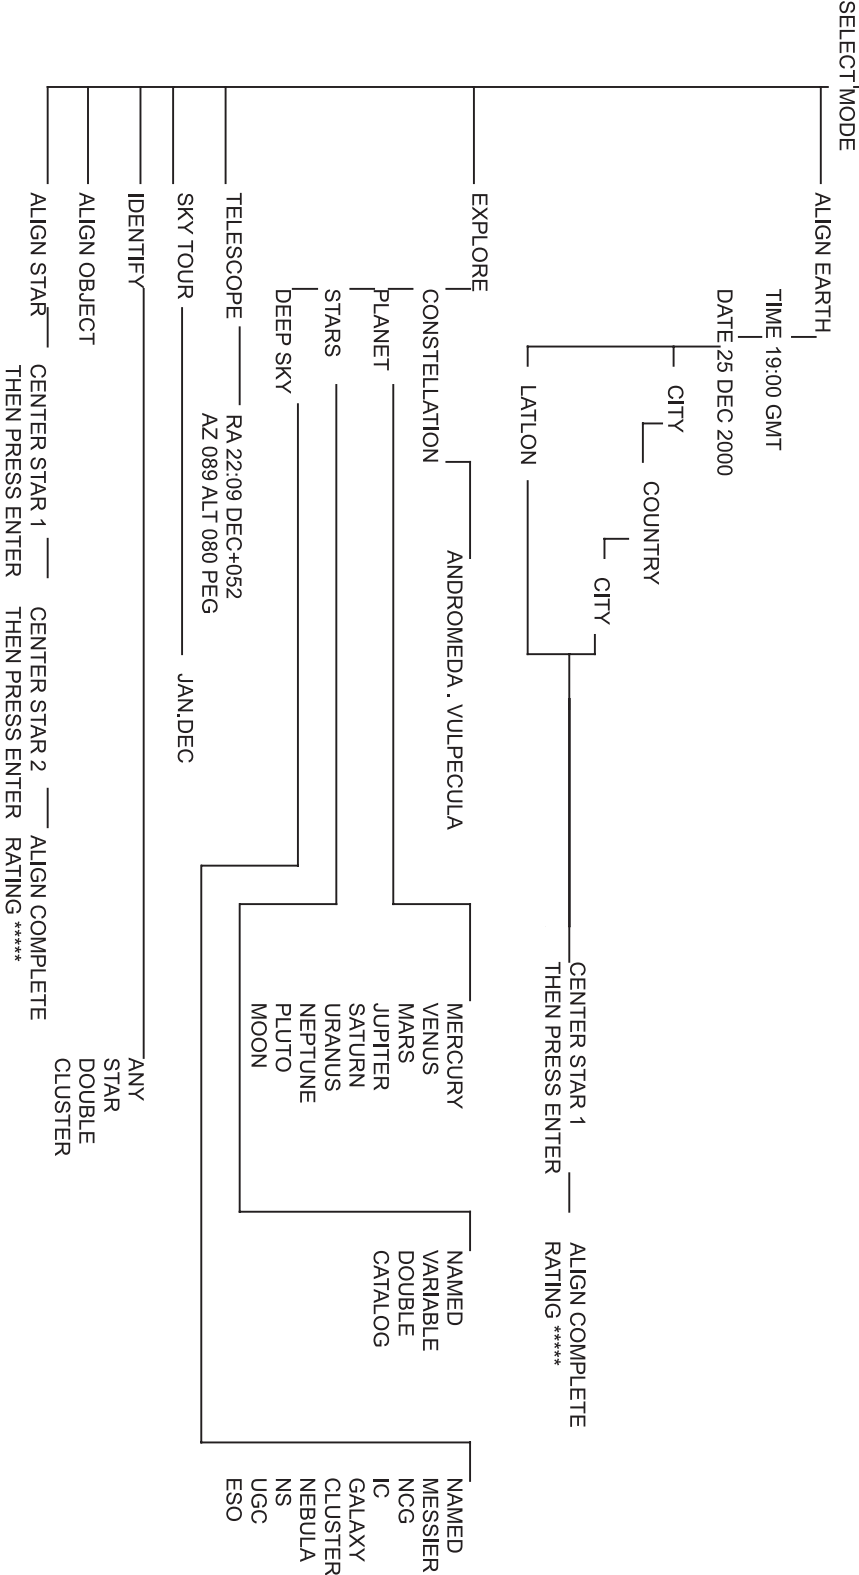 SELECT MODE
ALIGN EARTH
TIME 19:00 GMT
DATE 25 DEC 2000
CITY
COUNTRY
CITY
LATLON
CENTER STAR 1
THEN PRESS ENTER
ALIGN COMPLETE
RATING *****
EXPLORE
CONSTELLATION
ANDROMEDA . VULPECULA
PLANET
MERCURY
VENUS
MARS
JUPITER
SATURN
URANUS
NEPTUNE
PLUTO
MOON
STARS
NAMED
VARIABLE
DOUBLE
CATALOG
DEEP SKY
NAMED
MESSIER
NCG
IC
GALAXY
CLUSTER
NEBULA
NS
UGC
ESO
TELESCOPE
RA 22:09 DEC+052
AZ 089 ALT 080 PEG
SKY TOUR
JAN.DEC
IDENTIFY
ANY
STAR
DOUBLE
CLUSTER
ALIGN OBJECT
ALIGN STAR
CENTER STAR 1
THEN PRESS ENTER
CENTER STAR 2
THEN PRESS ENTER
ALIGN COMPLETE
RATING *****